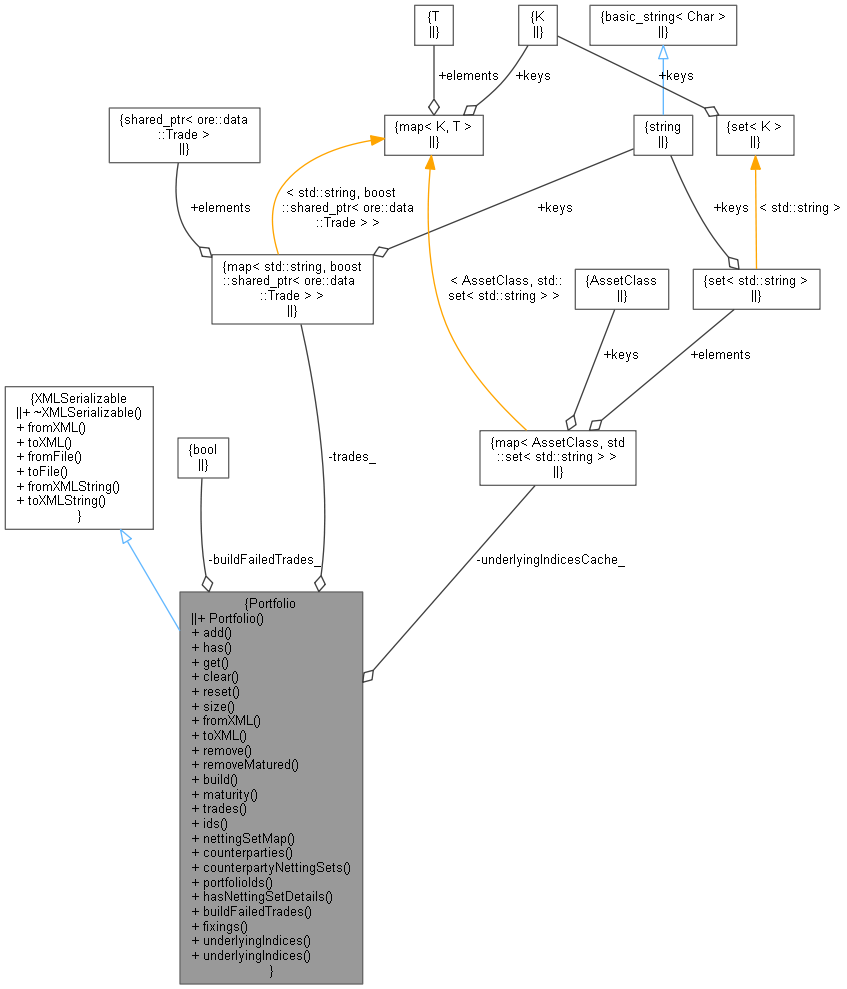 {T
||}
{K
||}
{basic_string< Char >
||}
+elements
+keys
+keys
{shared_ptr< ore::data
::Trade >
||}
{map< K, T >
||}
{string
||}
{set< K >
||}
+elements
< std::string, boost
::shared_ptr< ore::data
::Trade > >
+keys
+keys
< std::string >
{map< std::string, boost
::shared_ptr< ore::data
::Trade > >
||}
< AssetClass, std::
set< std::string > >
{AssetClass
||}
{set< std::string >
||}
+keys
+elements
{XMLSerializable
||+ ~XMLSerializable()
+ fromXML()
+ toXML()
+ fromFile()
+ toFile()
+ fromXMLString()
+ toXMLString()
}
{bool
||}
-trades_
{map< AssetClass, std
::set< std::string > >
||}
-buildFailedTrades_
-underlyingIndicesCache_
{Portfolio
||+ Portfolio()
+ add()
+ has()
+ get()
+ clear()
+ reset()
+ size()
+ fromXML()
+ toXML()
+ remove()
+ removeMatured()
+ build()
+ maturity()
+ trades()
+ ids()
+ nettingSetMap()
+ counterparties()
+ counterpartyNettingSets()
+ portfolioIds()
+ hasNettingSetDetails()
+ buildFailedTrades()
+ fixings()
+ underlyingIndices()
+ underlyingIndices()
}